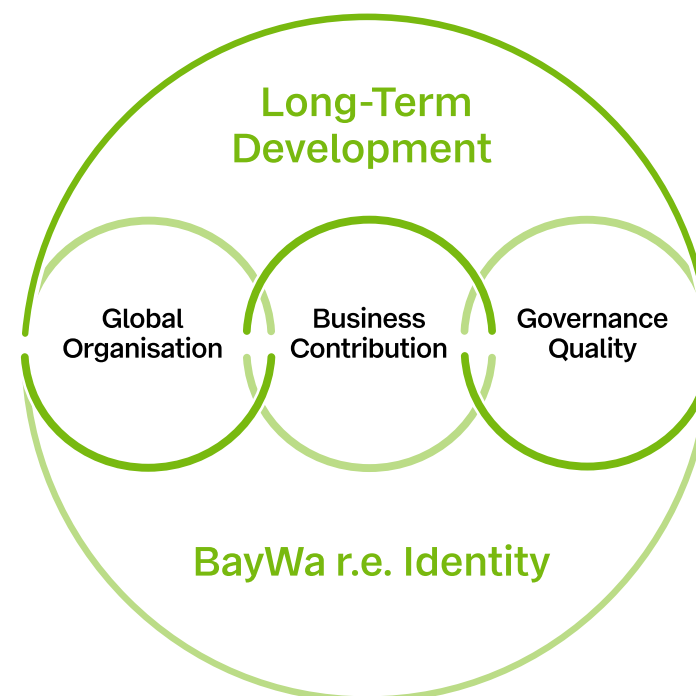 Long-Term
Development
Global
Organisation
Business
Contribution
Governance
Quality
BayWa r.e. Identity